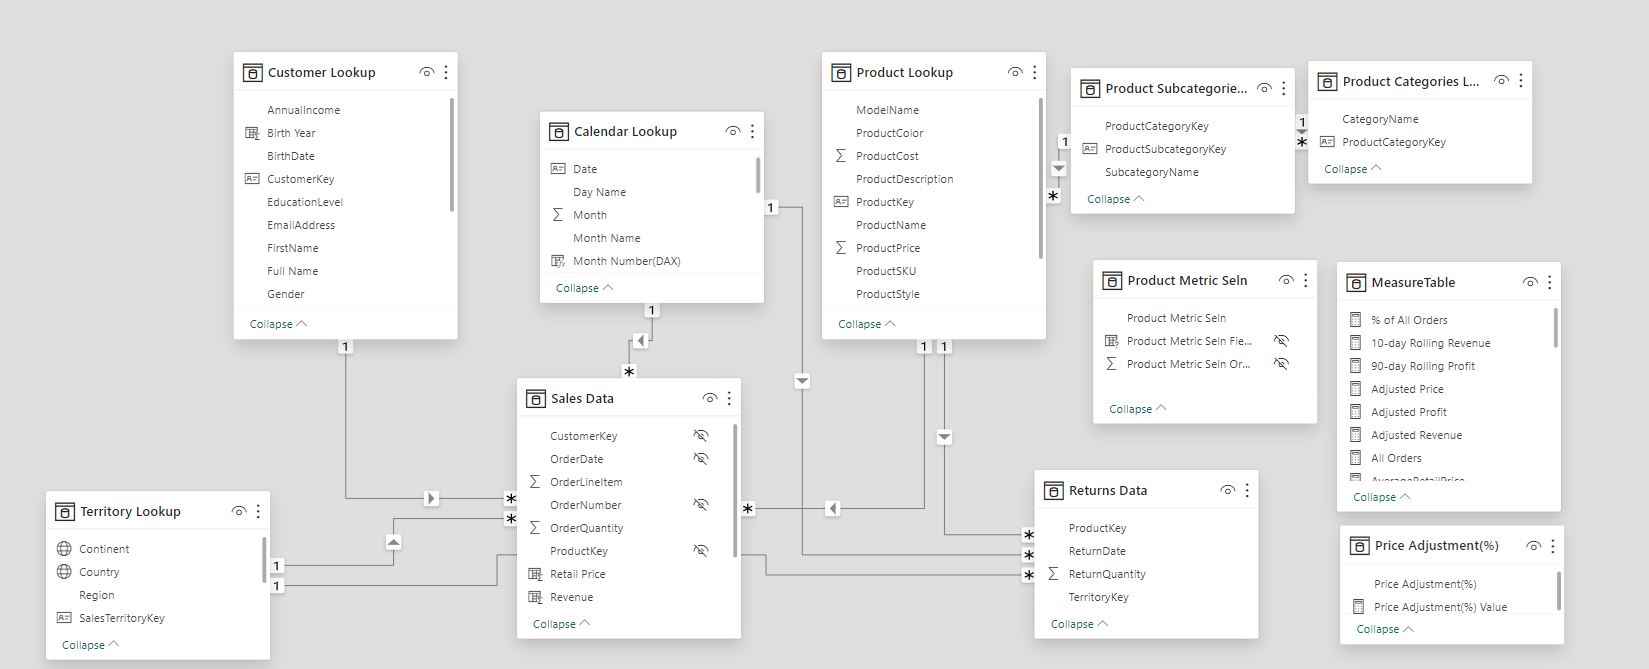 Customer Lookup
AnnualIncome
Birth Year
BirthDate
CustomerKey
EducationLevel
EmailAddress
FirstName
Full Name
Gender
Collapse
1
Calendar Lookup
Date
Day Name
Month
Month Name
Month Number(DAX)
Collapse
1
1
*
Product Lookup
ModelName
ProductColor
ProductCost
ProductDescription
ProductKey
ProductName
ProductPrice
ProductSKU
ProductStyle
Collapse
1 1
Product Subcategorie...
ProductCategoryKey
ProductSubcategoryKey
SubcategoryName
Collapse
1
*
Product Categories L...
CategoryName
ProductCategoryKey
Collapse
1
*
Product Metric Seln
Product Metric Seln
Product Metric Seln Fie...
Product Metric Seln Or...
Collapse
MeasureTable
% of All Orders
10-day Rolling Revenue
90-day Rolling Profit
Adjusted Price
Adjusted Profit
Adjusted Revenue
All Orders
AverageRetailPrice
Collapse
Territory Lookup
Continent
Country
Region
SalesTerritoryKey
Collapse
1
1
Sales Data
CustomerKey
OrderDate
OrderLineItem
OrderNumber
OrderQuantity
ProductKey
Retail Price
Revenue
Collapse
*
*
*
Returns Data
ProductKey
ReturnDate
ReturnQuantity
TerritoryKey
Collapse
*
*
*
Price Adjustment(%)
Price Adjustment(%)
Price Adjustment(%) Value
Collapse